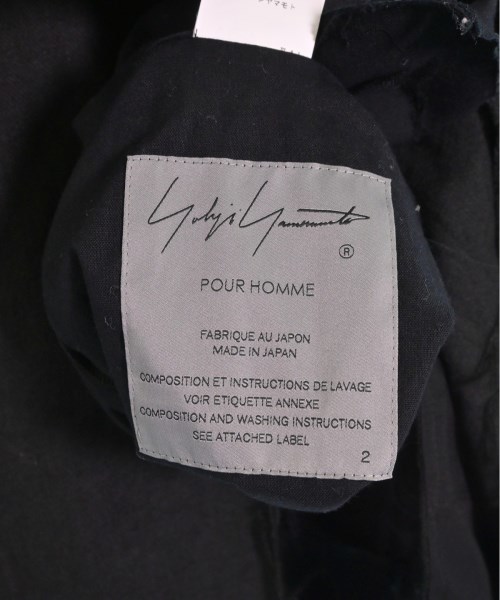 Yohji Yamamoto
®
POUR HOMME
FABRIQUE AU JAPON
MADE IN JAPAN
COMPOSITION ET INSTRUCTIONS DE LAVAGE
VOIR ETIQUETTE ANNEXE
COMPOSITION AND WASHING INSTRUCTIONS
SEE ATTACHED LABEL
2